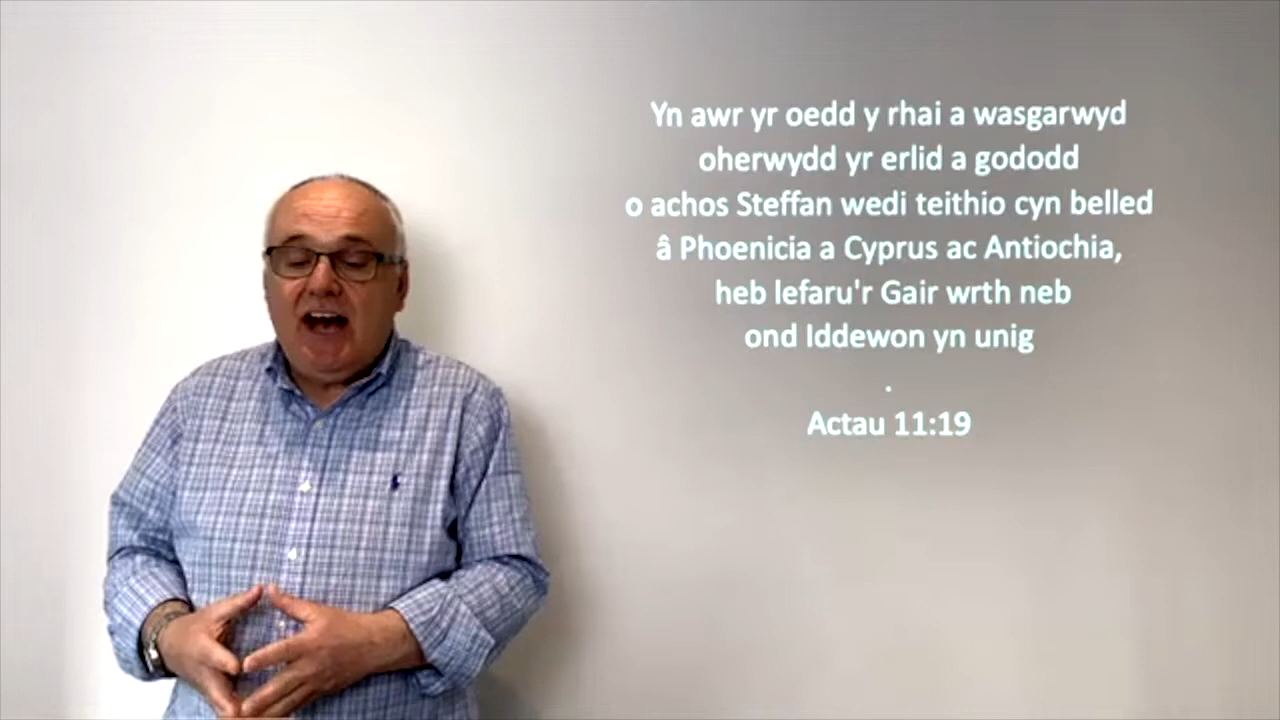 Yn awr yr oedd y rhai a wasgarwyd
oherwydd yr erlid a gododd
o achos Steffan wedi teithio cyn belled
â Phoenicia a Cyprus ac Antiochia,
heb lefaru'r Gair wrth neb
ond Iddewon yn unig
.
Actau 11:19